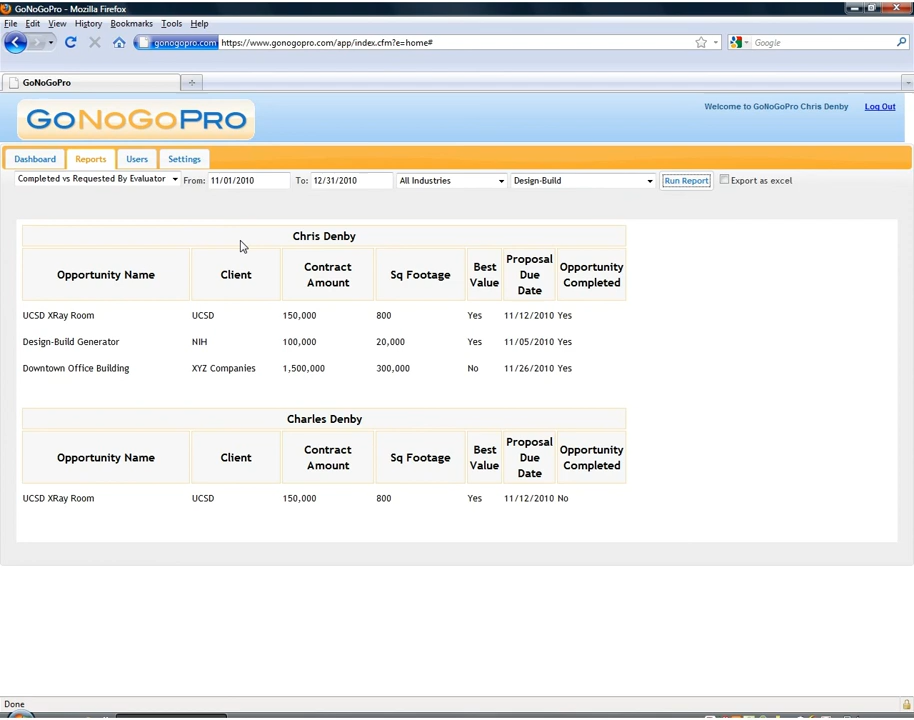 GoNoGoPro - Mozilla Firefox
File Edit View History Bookmarks Tools Help
gonogopro.com https://www.gonogopro.com/app/index.cfm?e=home# Google
GoNoGoPro
GoNoGoPro Welcome to GoNoGoPro Chris Denby Log Out
Dashboard Reports Users Settings
Completed vs Requested By Evaluator From: 11/01/2010 To: 12/31/2010 All Industries Design-Build Run Report Export as excel
Chris Denby
Opportunity Name Client Contract Amount Sq Footage Best Value Proposal Due Date Opportunity Completed
UCSD XRay Room UCSD 150,000 800 Yes 11/12/2010 Yes
Design-Build Generator NIH 100,000 20,000 Yes 11/05/2010 Yes
Downtown Office Building XYZ Companies 1,500,000 300,000 No 11/26/2010 Yes
Charles Denby
Opportunity Name Client Contract Amount Sq Footage Best Value Proposal Due Date Opportunity Completed
UCSD XRay Room UCSD 150,000 800 Yes 11/12/2010 No
Done